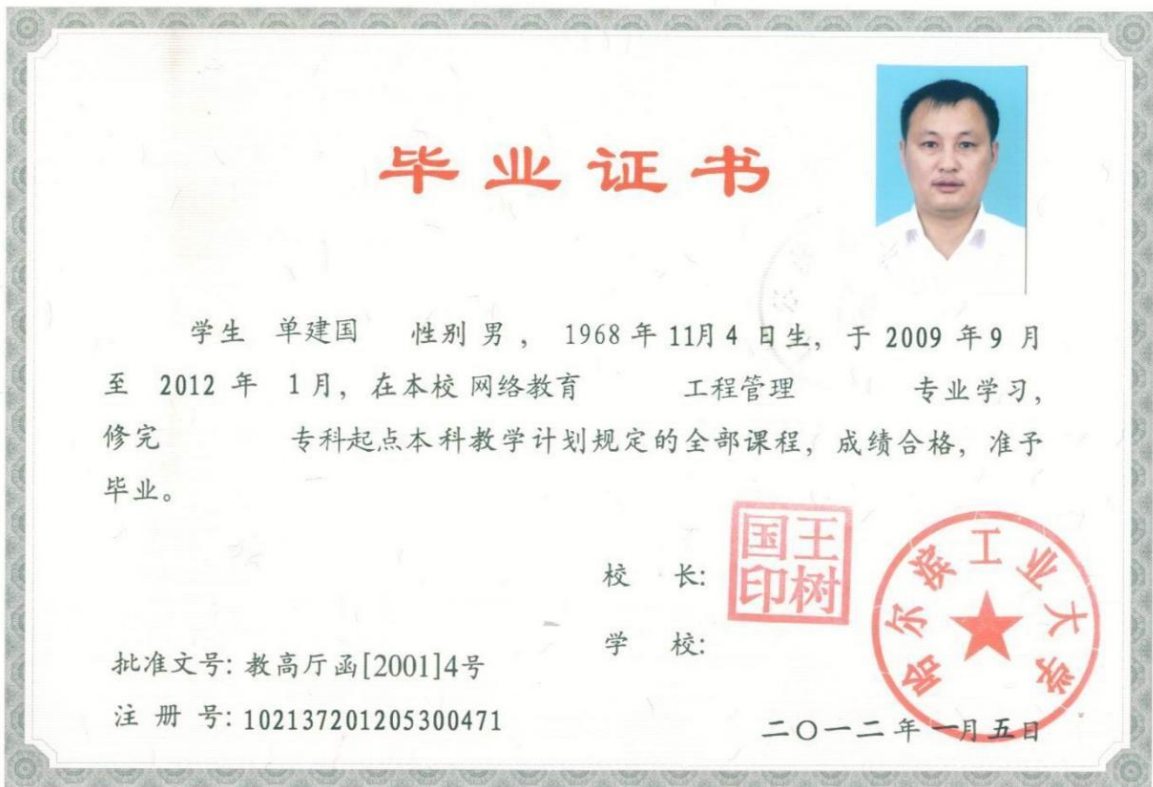 毕业证书
学生 单建国 性别 男， 1968 年 11月 4 日生，于 2009 年 9 月
至 2012 年 1 月，在本校 网络教育 工程管理 专业学习，
修完 专科起点本科教学计划规定的全部课程，成绩合格，准予
毕业。
校 长:
王树国印
学 校:
哈尔滨工业大学
批准文号: 教高厅函[2001]4号
注 册 号: 102137201205300471
二〇一二年 一月 五日